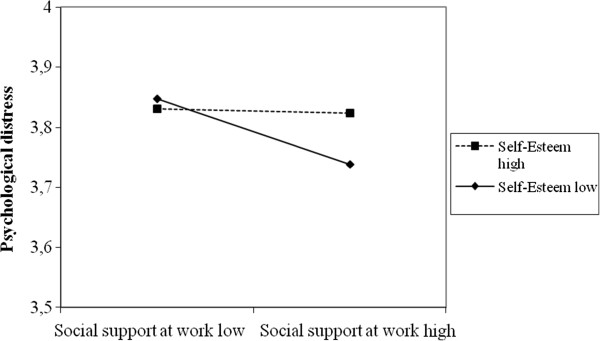 4
3,9
3,8
3,7
3,6
3,5
Psychological distress
Social support at work low
Social support at work high
Self-Esteem
high
Self-Esteem low